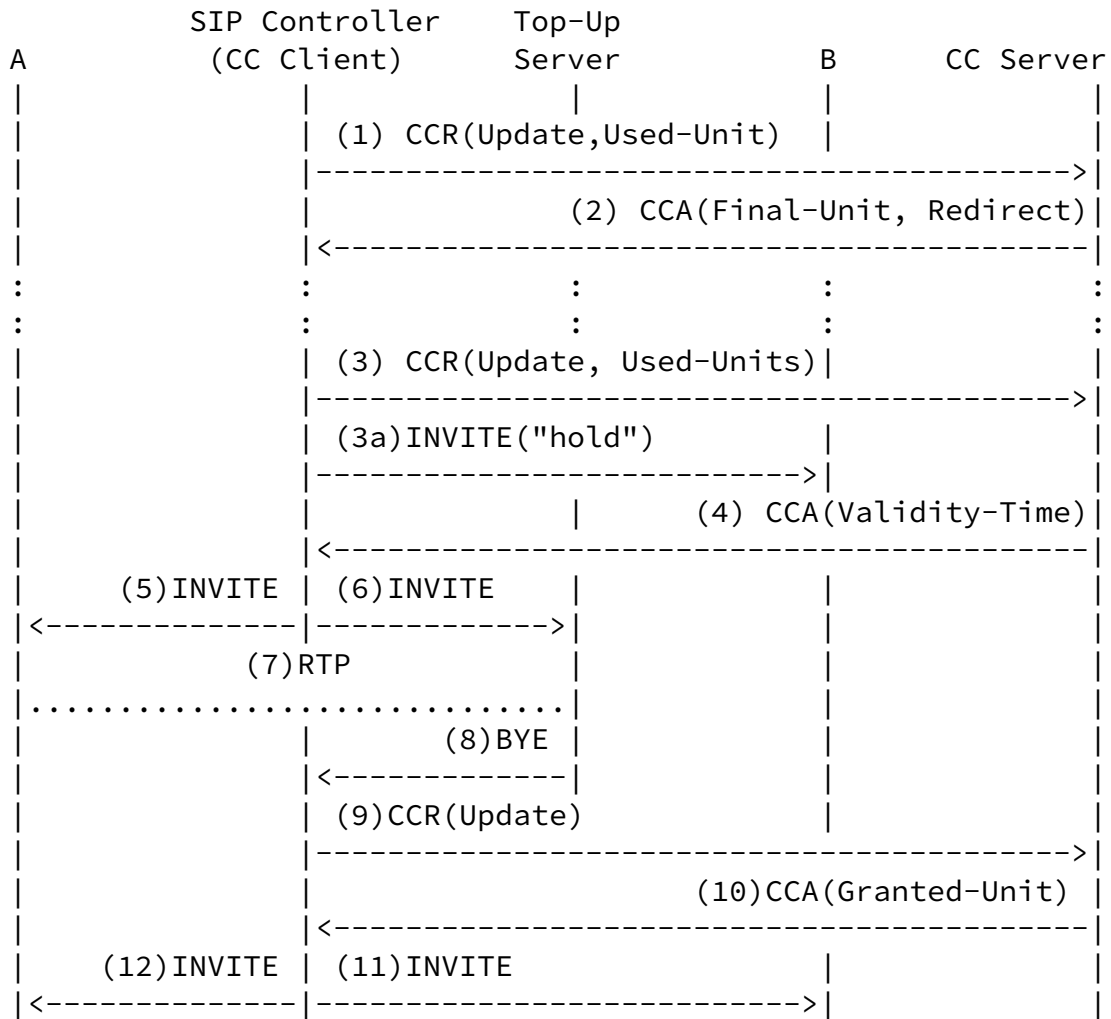 SIP Controller Top-Up
A (CC Client) Server B CC Server
(1) CCR(Update,Used-Unit)
(2) CCA(Final-Unit, Redirect)
(3) CCR(Update, Used-Units)
(3a)INVITE("hold")
(4) CCA(Validity-Time)
(5)INVITE (6)INVITE
(7)RTP
(8)BYE
(9)CCR(Update)
(10)CCA(Granted-Unit)
(12)INVITE (11)INVITE